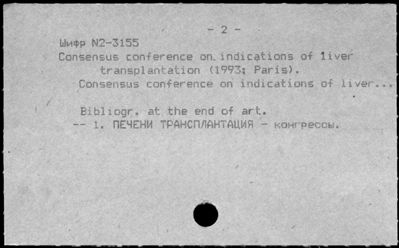 - 2 -
Шифр N2-3155
Consensus conference on indications of liver
transplantation (1993; Paris).
Consensus conference on indications of liver...
Bibliogr. at the end of art.
-- 1. ПЕЧЕНИ ТРАНСПЛАНТАЦИЯ - конгрессы.